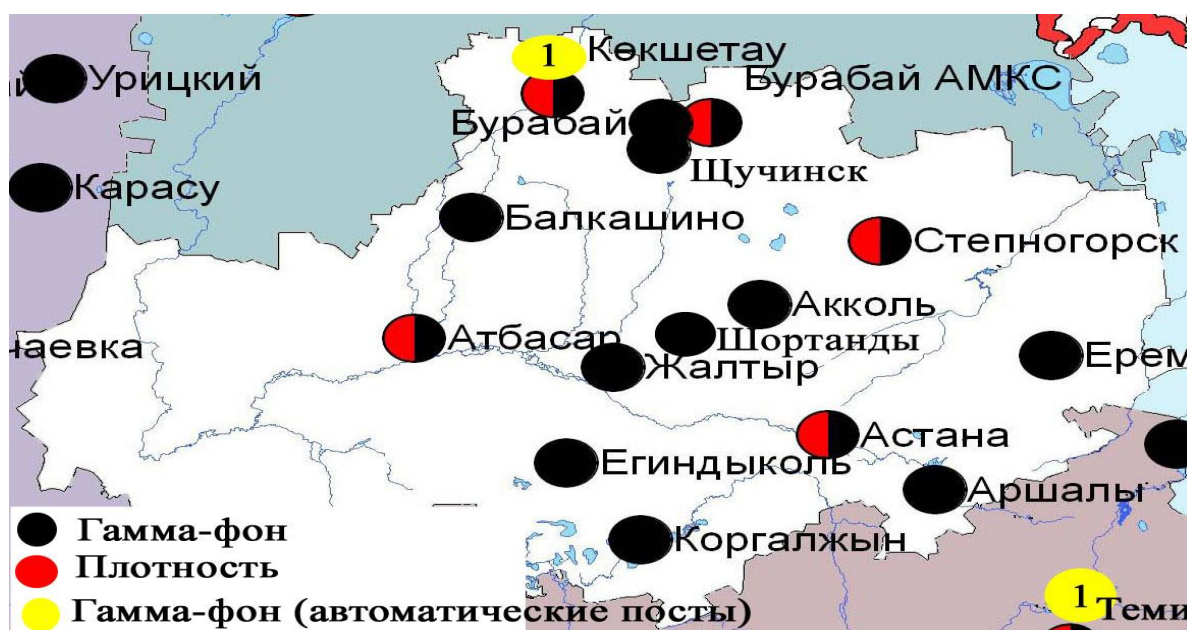 1
Көкшетау
Урицкий
Бурабай АМКС
Бурабай
Щучинск
Карасу
Балкашино
Степногорск
Акколь
Шортанды
Атбасар
чаевка
Жалтыр
Ерем
Астана
Егиндыколь
Аршалы
Коргалжын
Гамма-фон
Плотность
Гамма-фон (автоматические посты)
1
Теми